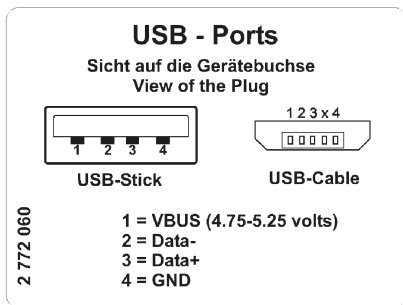 USB - Ports
Sicht auf die Gerätebuchse
View of the Plug
1 2 3 4
USB-Stick
1 2 3 x 4
USB-Cable
1 = VBUS (4.75-5.25 volts)
2 = Data-
3 = Data+
4 = GND
2 772 060